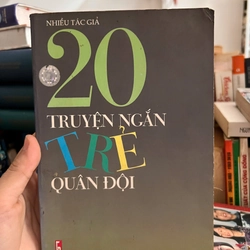 NHIỀU TÁC GIẢ
20
TRUYỆN NGẮN
TRẺ
QUÂN ĐỘI